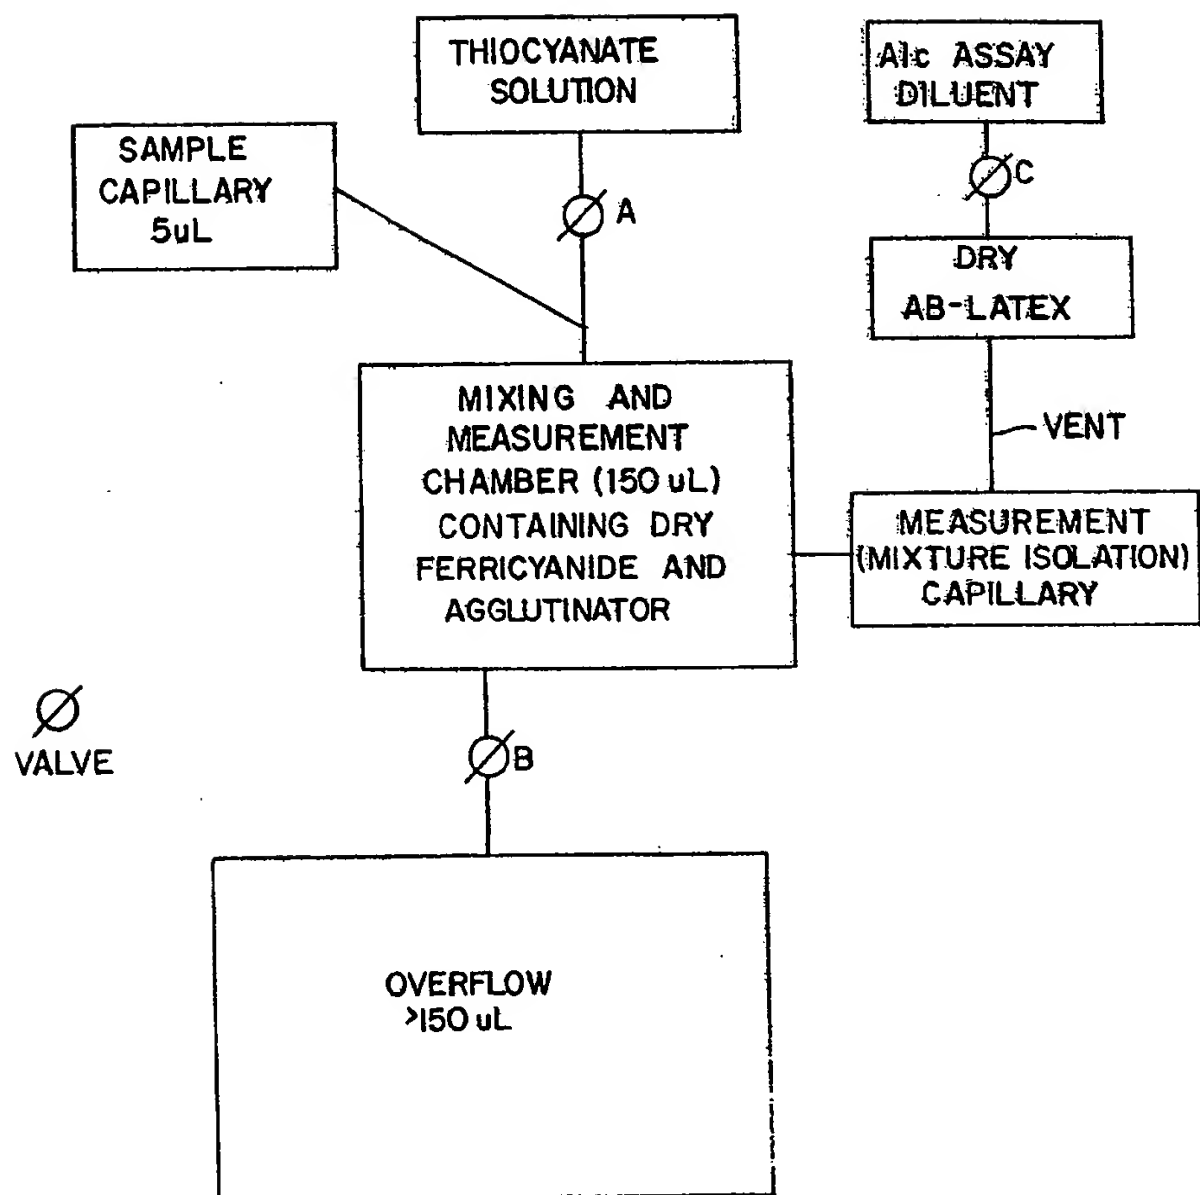 THIOCYANATE
SOLUTION
A1c ASSAY
DILUENT
SAMPLE
CAPILLARY
5uL
A
C
DRY
AB-LATEX
MIXING AND
MEASUREMENT
CHAMBER (150 uL)
CONTAINING DRY
FERRICYANIDE AND
AGGLUTINATOR
VENT
MEASUREMENT
(MIXTURE ISOLATION)
CAPILLARY
VALVE
B
OVERFLOW
>150 uL